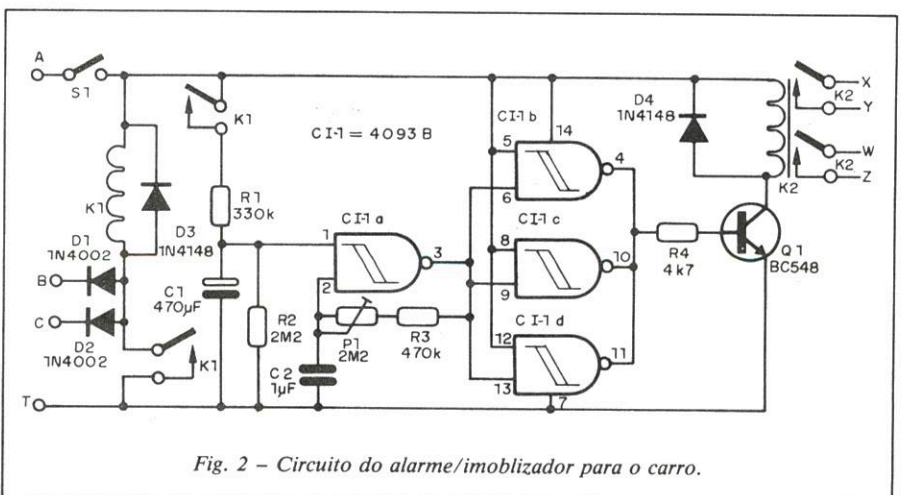 A
S1
K1
CI-1 = 4093 B
CI-1 b
14
5
4
6
D4
1N4148
K2
X
Y
K2
W
Z
K2
K1
D3
1N4148
R1
330k
CI-1 a
1
3
2
CI-1 c
8
10
9
R4
4k7
Q1
BC548
D1
1N4002
B
C
D2
1N4002
K1
C1
470µF
R2
2M2
P1
2M2
R3
470k
C2
1µF
CI-1 d
12
11
13
7
T
Fig. 2 – Circuito do alarme/imoblizador para o carro.